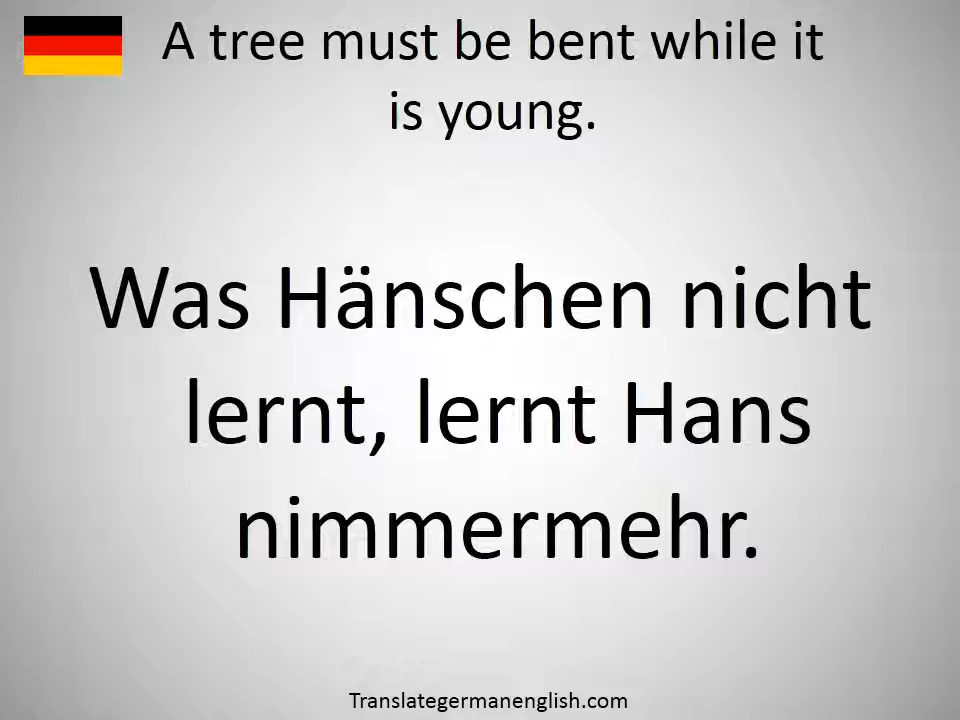 A tree must be bent while it
is young.
Was Hänschen nicht
lernt, lernt Hans
nimmermehr.
Translategermanenglish.com